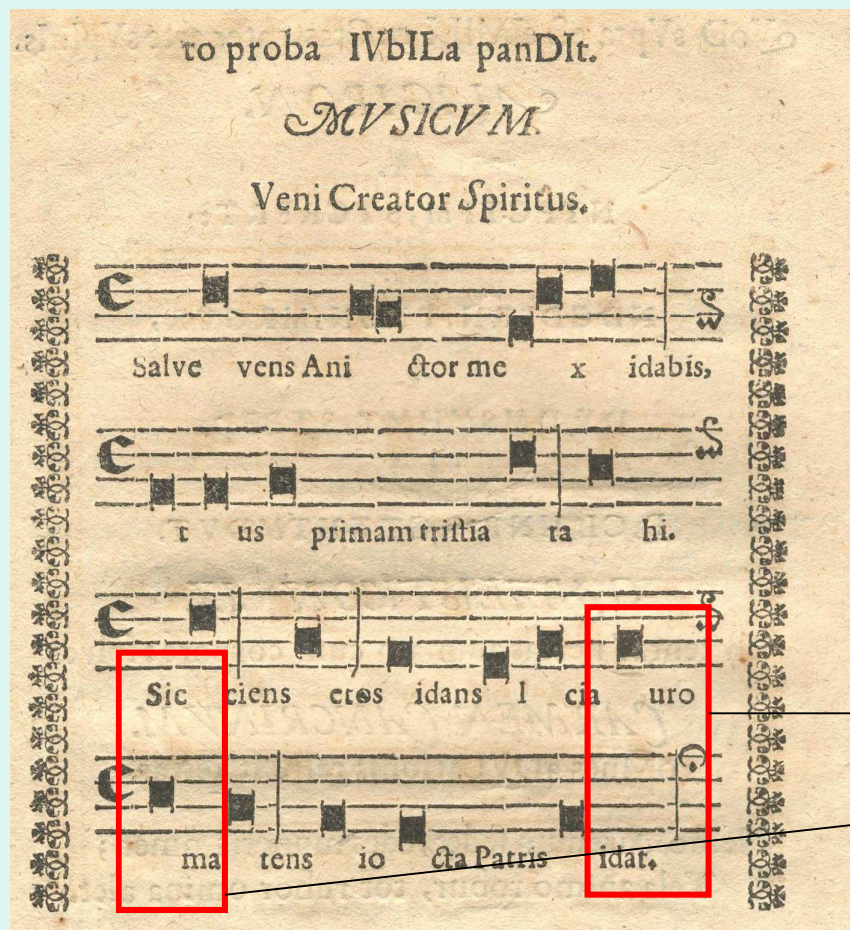 to proba IVbILa panDIt.
MVSICVM.
Veni Creator Spiritus.
Salve vens Ani ctor me x idabis,
t us primam tristia ta hi.
Sic ciens etos idans l cia uro
ma tens io cta Patris idat.